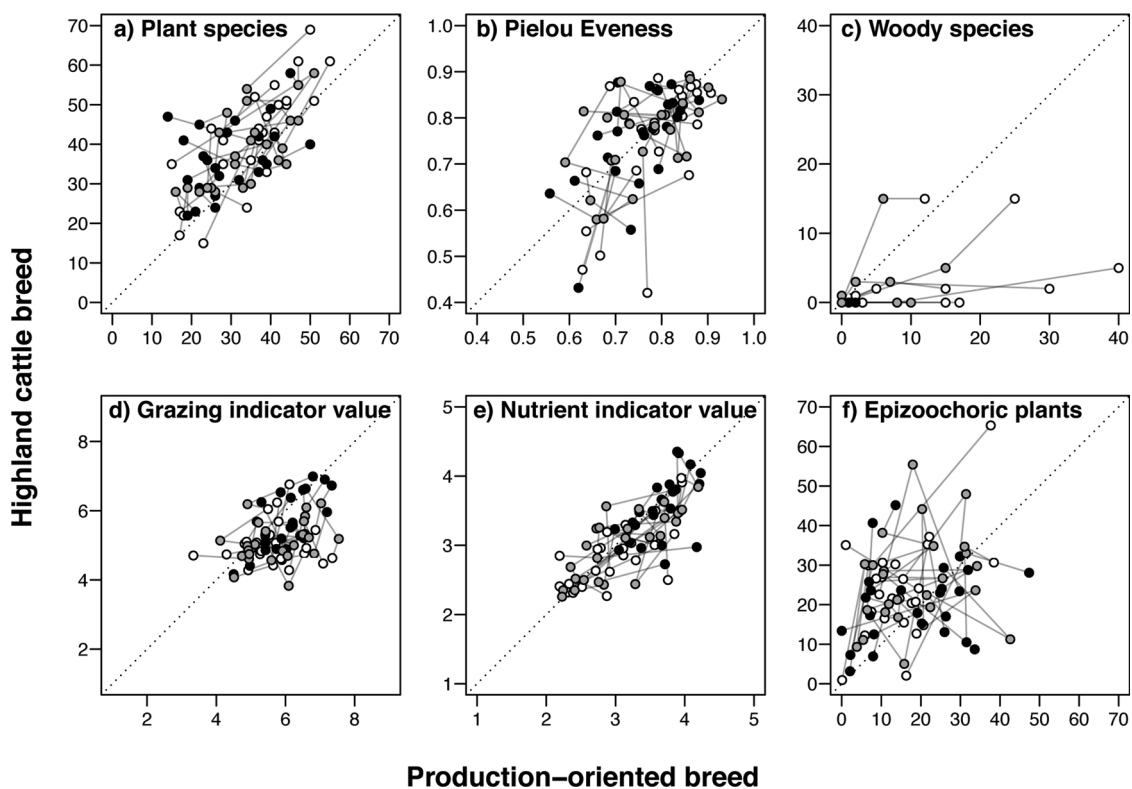 a) Plant species
70
60
50
40
30
20
10
0
0 10 20 30 40 50 60 70
b) Pielou Eveness
1.0
0.9
0.8
0.7
0.6
0.5
0.4
0.4 0.5 0.6 0.7 0.8 0.9 1.0
c) Woody species
40
30
20
10
0
0 10 20 30 40
Highland cattle breed
d) Grazing indicator value
8
6
4
2
2 4 6 8
e) Nutrient indicator value
5
4
3
2
1
1 2 3 4 5
f) Epizoochoric plants
70
60
50
40
30
20
10
0
0 10 20 30 40 50 60 70
Production−oriented breed